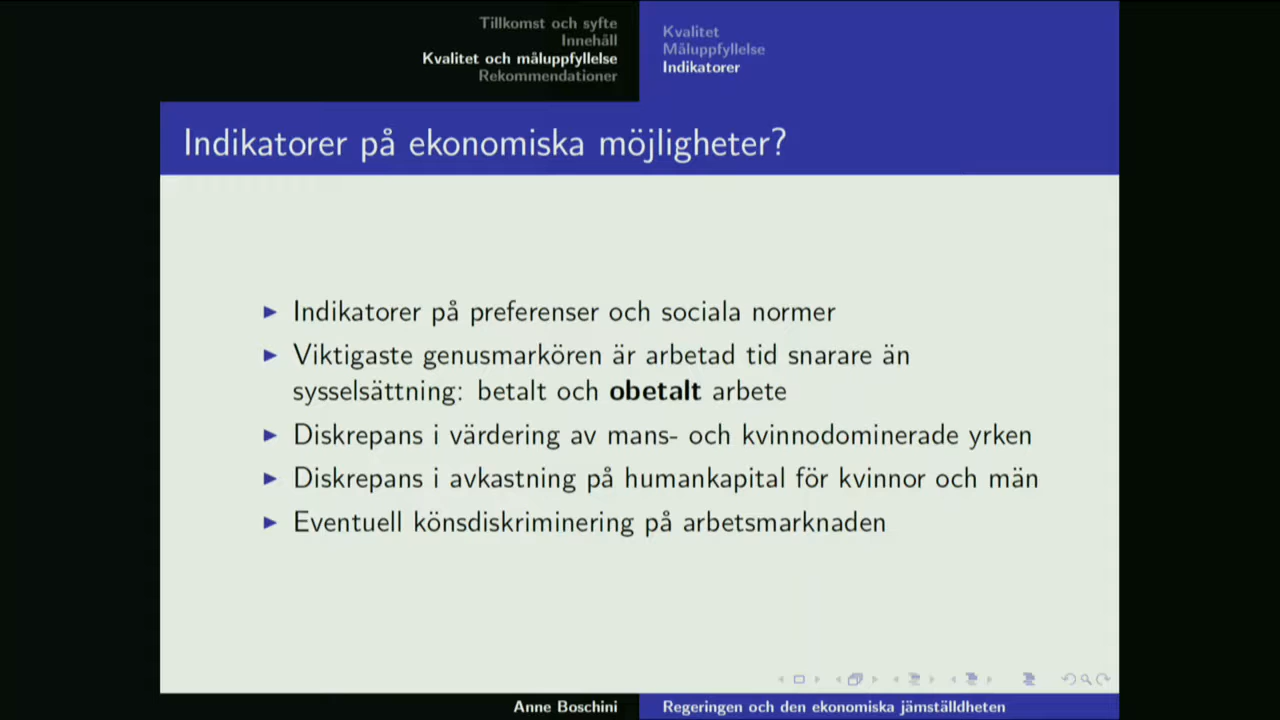 Tillkomst och syfte
Innehåll
Kvalitet och måluppfyllelse
Rekommendationer
Kvalitet
Måluppfyllelse
Indikatorer
Indikatorer på ekonomiska möjligheter?
Indikatorer på preferenser och sociala normer
Viktigaste genusmarkören är arbetad tid snarare än
sysselsättning: betalt och obetalt arbete
Diskrepans i värdering av mans- och kvinnodominerade yrken
Diskrepans i avkastning på humankapital för kvinnor och män
Eventuell könsdiskriminering på arbetsmarknaden
Anne Boschini
Regeringen och den ekonomiska jämställdheten